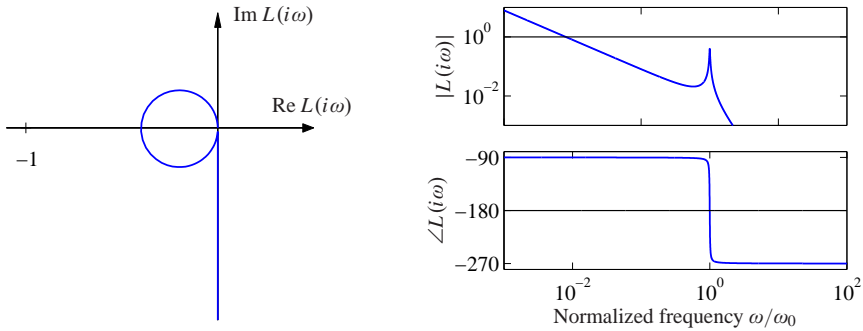 Im L(iω)
Re L(iω)
−1
|L(iω)|
10^0
10^−2
∠L(iω)
−90
−180
−270
10^−2
10^0
10^2
Normalized frequency ω/ω_0